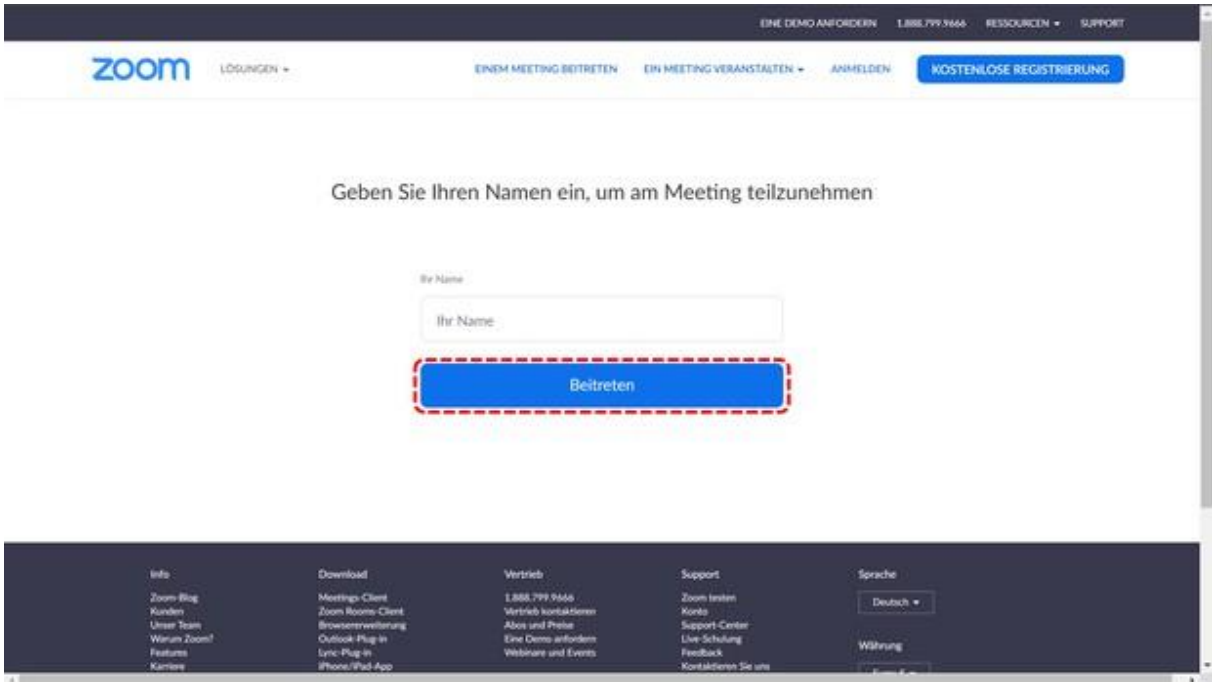 EINE DEMO ANFORDERN 1.888.799.9666 RESSOURCEN SUPPORT
zoom LÖSUNGEN EINEM MEETING BEITRETEN EIN MEETING VERANSTALTEN ANMELDEN KOSTENLOSE REGISTRIERUNG
Geben Sie Ihren Namen ein, um am Meeting teilzunehmen
Ihr Name
Ihr Name
Beitreten
Info
Zoom-Blog
Kunden
Unser Team
Warum Zoom?
Features
Karriere
Download
Meetings-Client
Zoom Rooms-Client
Browsererweiterung
Outlook-Plug-in
Lync-Plug-in
iPhone/iPad-App
Vertrieb
1.888.799.9666
Vertrieb kontaktieren
Abos und Preise
Eine Demo anfordern
Webinare und Events
Support
Zoom testen
Konto
Support-Center
Live-Schulung
Feedback
Kontaktieren Sie uns
Sprache
Deutsch
Währung